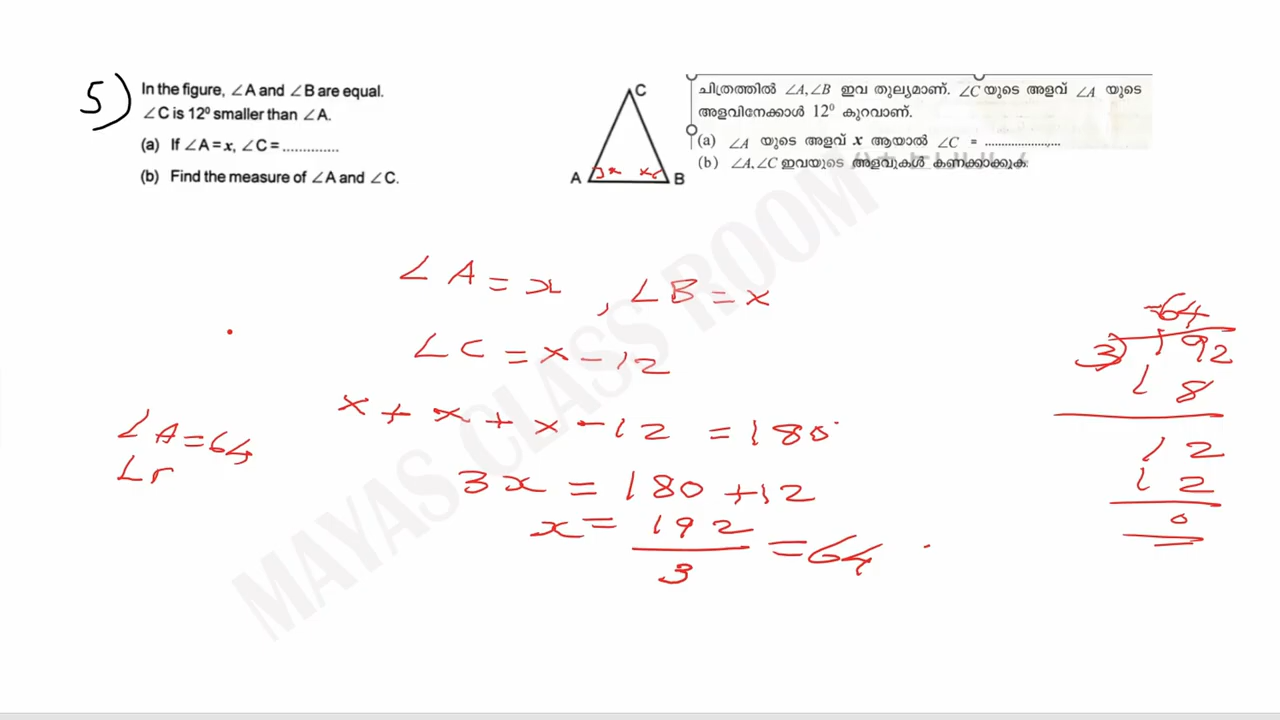 5)
In the figure, ∠A and ∠B are equal.
∠C is 12⁰ smaller than ∠A.
(a) If ∠A = x, ∠C = ..............
(b) Find the measure of ∠A and ∠C.
C
A
B
x
x
ചിത്രത്തിൽ ∠A, ∠B ഇവ തുല്യമാണ്. ∠C യുടെ അളവ് ∠A യുടെ
അളവിനേക്കാൾ 12⁰ കുറവാണ്.
(a) ∠A യുടെ അളവ് x ആയാൽ ∠C = ......................
(b) ∠A, ∠C ഇവയുടെ അളവുകൾ കണക്കാക്കുക.
∠A = x, ∠B = x
∠C = x - 12
x + x + x - 12 = 180
3x = 180 + 12
x = 192/3 = 64
∠A = 64
64
3) 192
18
12
12
0
MAYAS CLASS ROOM